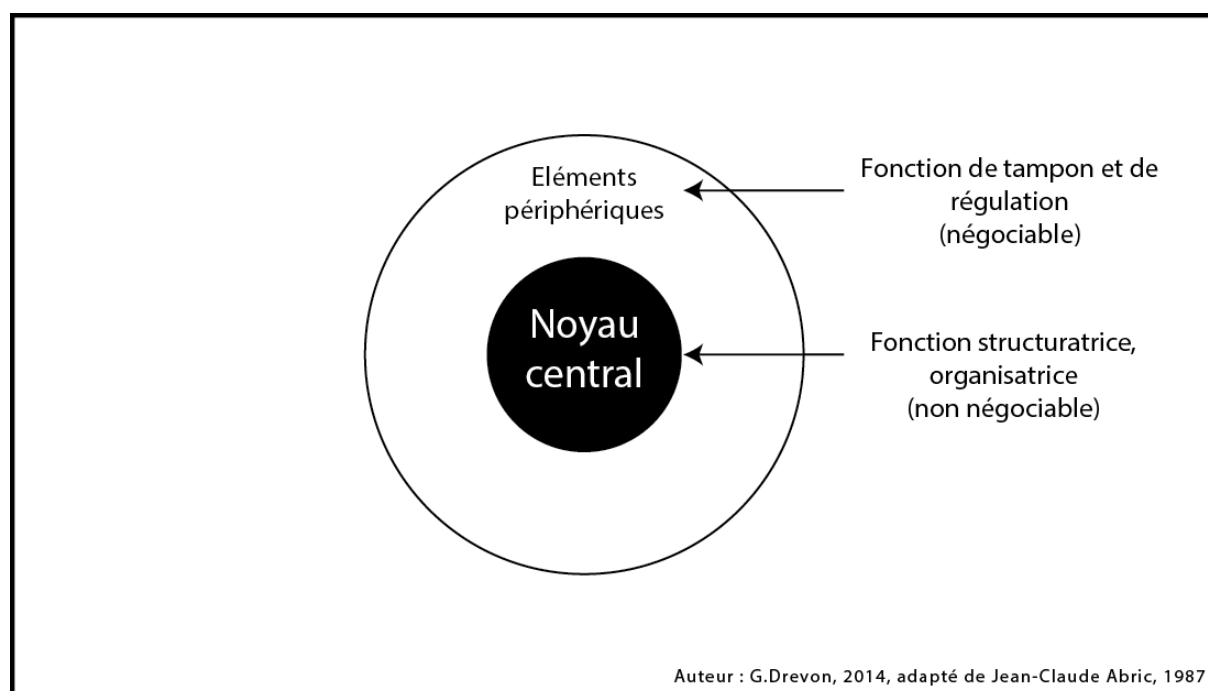 Eléments
périphériques
Fonction de tampon et de
régulation
(négociable)
Noyau
central
Fonction structuratrice,
organisatrice
(non négociable)
Auteur : G.Drevon, 2014, adapté de Jean-Claude Abric, 1987